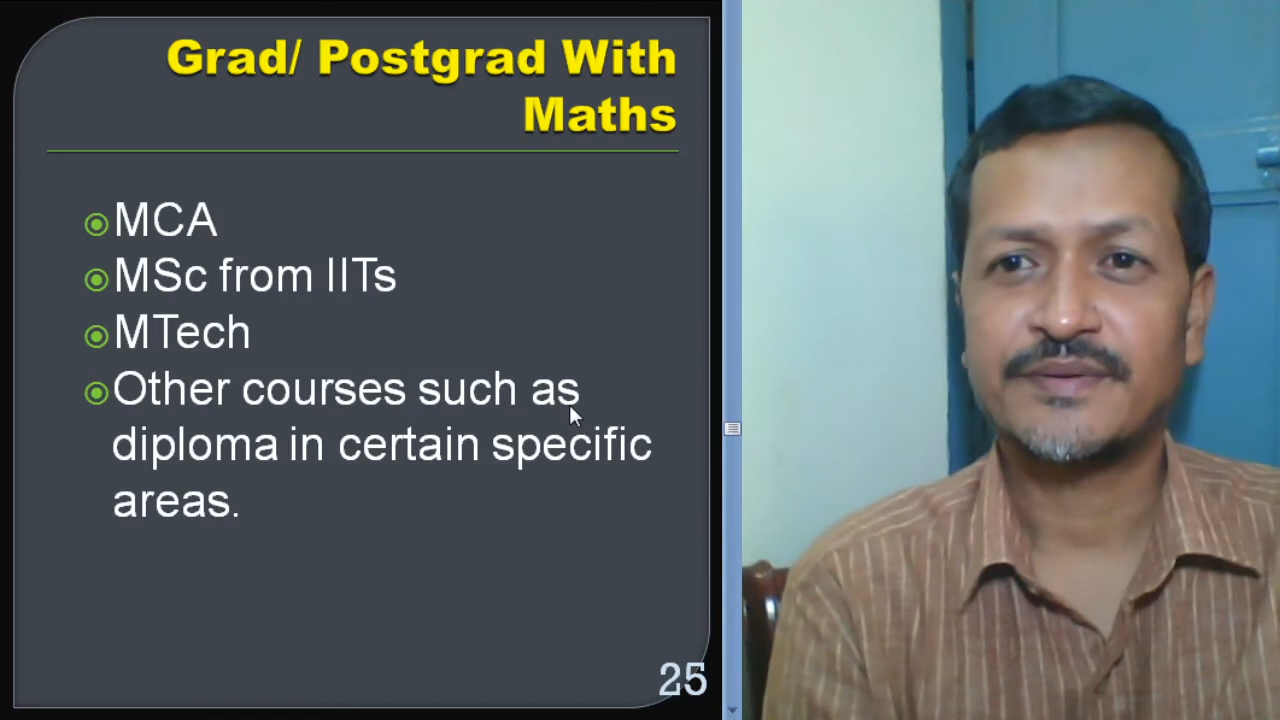 Grad/ Postgrad With
Maths
MCA
MSc from IITs
MTech
Other courses such as
diploma in certain specific
areas.
25